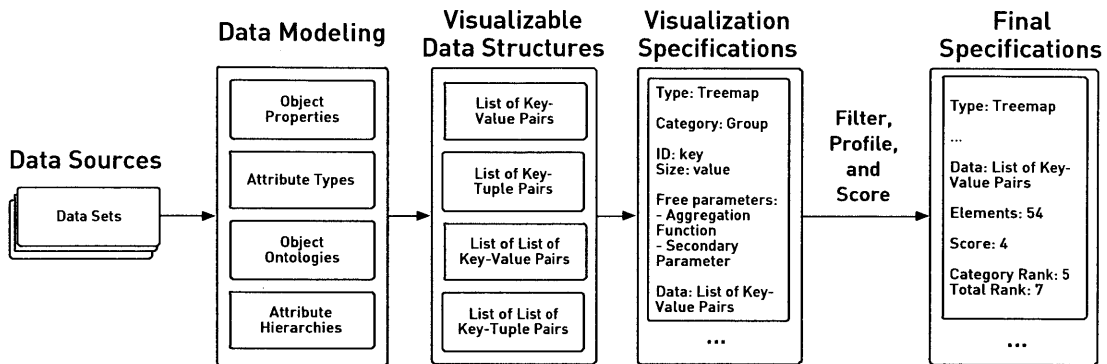 Data Sources
Data Sets
Data Modeling
Object
Properties
Attribute Types
Object
Ontologies
Attribute
Hierarchies
Visualizable
Data Structures
List of Key-
Value Pairs
List of Key-
Tuple Pairs
List of List of
Key-Value Pairs
List of List of
Key-Tuple Pairs
Visualization
Specifications
Type: Treemap
Category: Group
ID: key
Size: value
Free parameters:
- Aggregation
Function
- Secondary
Parameter
Data: List of Key-
Value Pairs
...
Filter,
Profile,
and
Score
Final
Specifications
Type: Treemap
...
Data: List of Key-
Value Pairs
Elements: 54
Score: 4
Category Rank: 5
Total Rank: 7
...